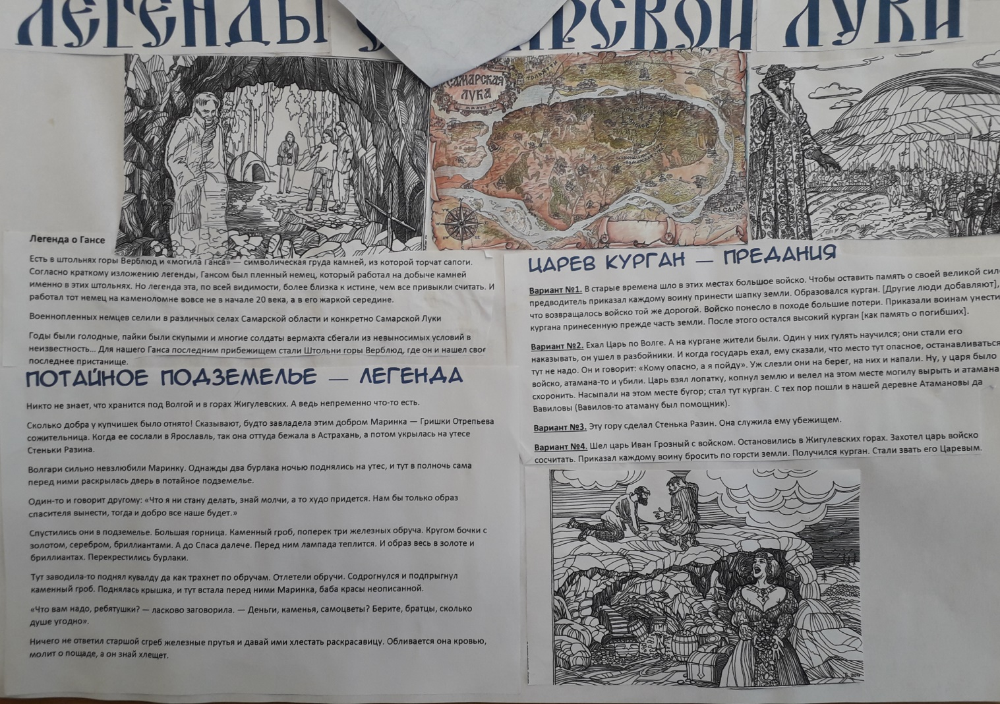 ЛЕГЕНДЫ САМАРСКОЙ ЛУКИ
САМАРСКАЯ
ЛУКА
ТОЛЬЯТТИ
Легенда о Гансе
Есть в штольнях горы Верблюд и «могила Ганса» — символическая груда камней, из которой торчат сапоги.
Согласно краткому изложению легенды, Гансом был пленный немец, который работал на добыче камней
именно в этих штольнях. Но легенда эта, по всей видимости, более близка к истине, чем все привыкли считать. И
работал тот немец на каменоломне вовсе не в начале 20 века, а в его жаркой середине.
Военнопленных немцев селили в различных селах Самарской области и конкретно Самарской Луки
Годы были голодные, пайки были скупыми и многие солдаты вермахта сбегали из невыносимых условий в
неизвестность... Для нашего Ганса последним прибежищем стали Штольни горы Верблюд, где он и нашел свое
последнее пристанище.
ПОТАЙНОЕ ПОДЗЕМЕЛЬЕ — ЛЕГЕНДА
Никто не знает, что хранится под Волгой и в горах Жигулевских. А ведь непременно что-то есть.
Сколько добра у купчишек было отнято! Сказывают, будто завладела этим добром Маринка — Гришки Отрепьева
сожительница. Когда ее сослали в Ярославль, так она оттуда бежала в Астрахань, а потом укрылась на утесе
Стеньки Разина.
Волгари сильно невзлюбили Маринку. Однажды два бурлака ночью поднялись на утес, и тут в полночь сама
перед ними раскрылась дверь в потайное подземелье.
Один-то и говорит другому: «Что я ни стану делать, знай молчи, а то худо придется. Нам бы только образ
спасителя вынести, тогда и добро все наше будет.»
Спустились они в подземелье. Большая горница. Каменный гроб, поперек три железных обруча. Кругом бочки с
золотом, серебром, бриллиантами. А до Спаса далече. Перед ним лампада теплится. И образ весь в золоте и
бриллиантах. Перекрестились бурлаки.
Тут заводила-то поднял кувалду да как трахнет по обручам. Отлетели обручи. Содрогнулся и подпрыгнул
каменный гроб. Поднялась крышка, и тут встала перед ними Маринка, баба красы неописанной.
«Что вам надо, ребятушки? — ласково заговорила. — Деньги, каменья, самоцветы? Берите, братцы, сколько
душе угодно».
Ничего не ответил старшой сгреб железные прутья и давай ими хлестать раскрасавицу. Обливается она кровью,
молит о пощаде, а он знай хлещет.
ЦАРЕВ КУРГАН — ПРЕДАНИЯ
Вариант №1. В старые времена шло в этих местах большое войско. Чтобы оставить память о своей великой сил
предводитель приказал каждому воину принести шапку земли. Образовался курган. [Другие люди добавляют],
что возвращалось войско той же дорогой. Войско понесло в походе большие потери. Приказали воинам унести
кургана принесенную прежде часть земли. После этого остался высокий курган [как память о погибших].
Вариант №2. Ехал Царь по Волге. А на кургане жители были. Один у них гулять научился; они стали его
наказывать, он ушел в разбойники. И когда государь ехал, ему сказали, что место тут опасное, останавливаться
тут не надо. Он и говорит: «Кому опасно, а я пойду». Уж слезли они на берег, на них и напали. Ну, у царя было
войско, атамана-то и убили. Царь взял лопатку, копнул землю и велел на этом месте могилу вырыть и атамана
схоронить. Насыпали на этом месте бугор; стал тут курган. С тех пор пошли в нашей деревне Атамановы да
Вавиловы (Вавилов-то атаману был помощник).
Вариант №3. Эту гору сделал Стенька Разин. Она служила ему убежищем.
Вариант №4. Шел царь Иван Грозный с войском. Остановились в Жигулевских горах. Захотел царь войско
сосчитать. Приказал каждому воину бросить по горсти земли. Получился курган. Стали звать его Царевым.